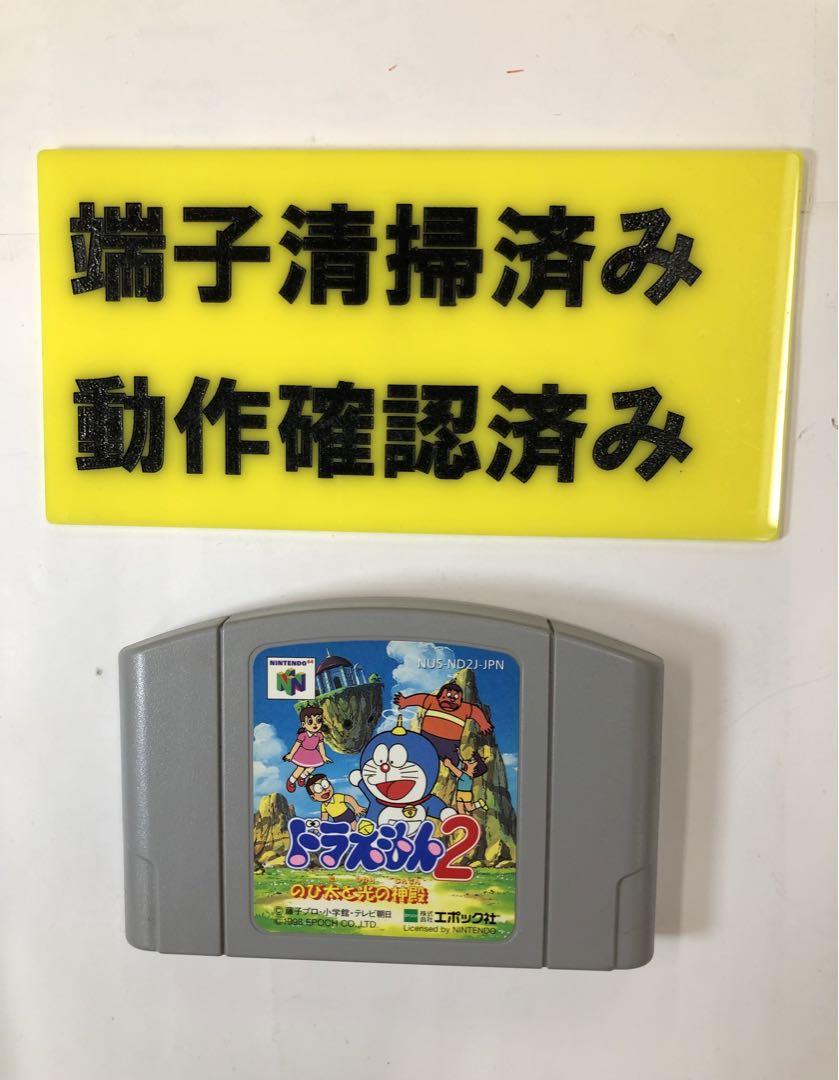 端子清掃済み
動作確認済み
NINTENDO 64
NUS-ND2J-JPN
ドラえもん2
のび太と光の神殿
©藤子プロ・小学館・テレビ朝日
©1998 EPOCH CO.,LTD.
EPOCH 株式会社 エポック社
Licensed by NINTENDO